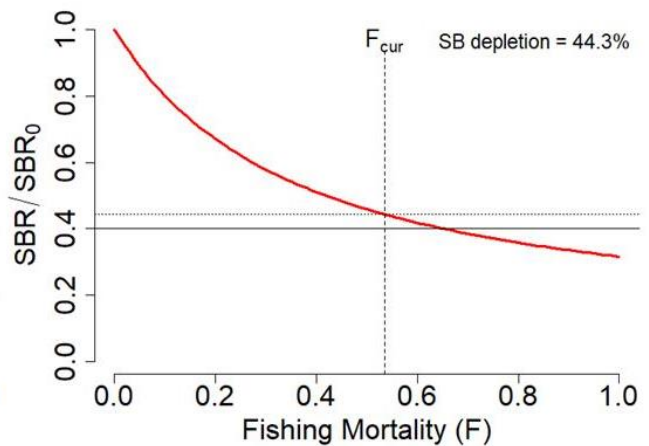 F_cur SB depletion = 44.3%
SBR / SBR₀
1.0
0.8
0.6
0.4
0.2
0.0
0.0 0.2 0.4 0.6 0.8 1.0
Fishing Mortality (F)